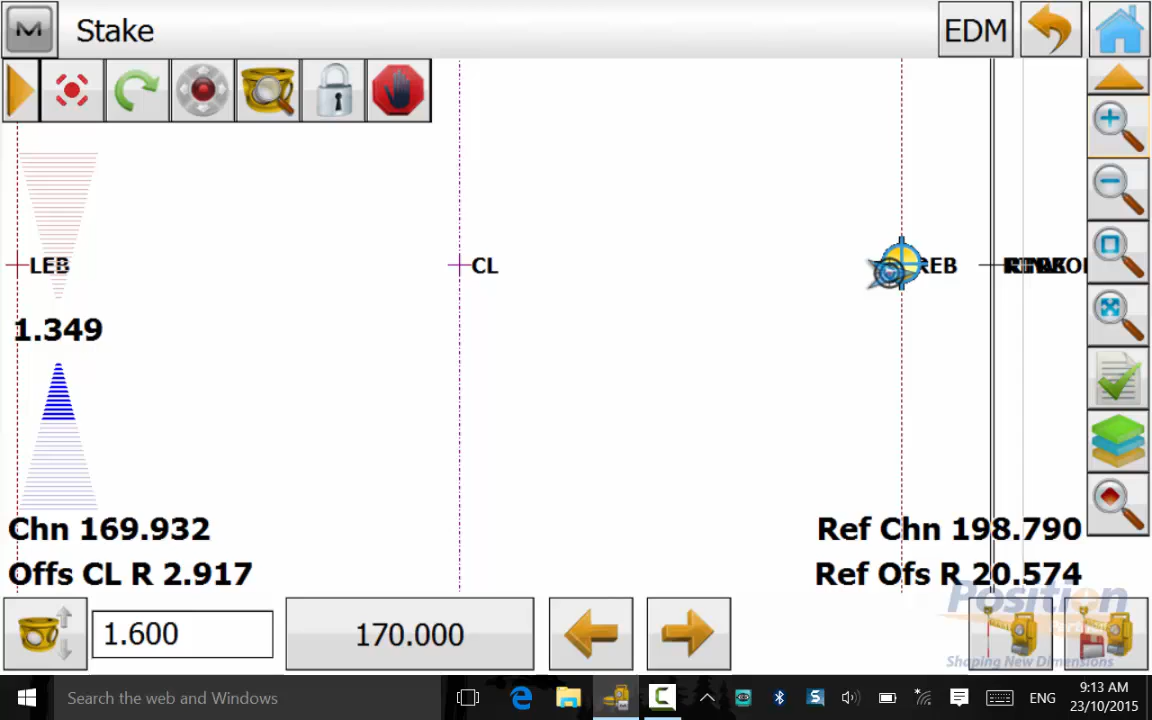 Stake
EDM
LEB
CL
REB
1.349
Chn 169.932
Ref Chn 198.790
Offs CL R 2.917
Ref Ofs R 20.574
1.600
170.000
Position
Shaping New Dimensions
Search the web and Windows
ENG
9:13 AM
23/10/2015